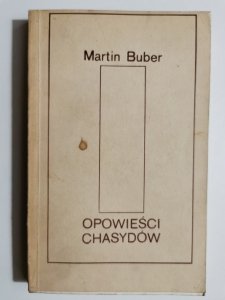 Martin Buber
OPOWIEŚCI
CHASYDÓW